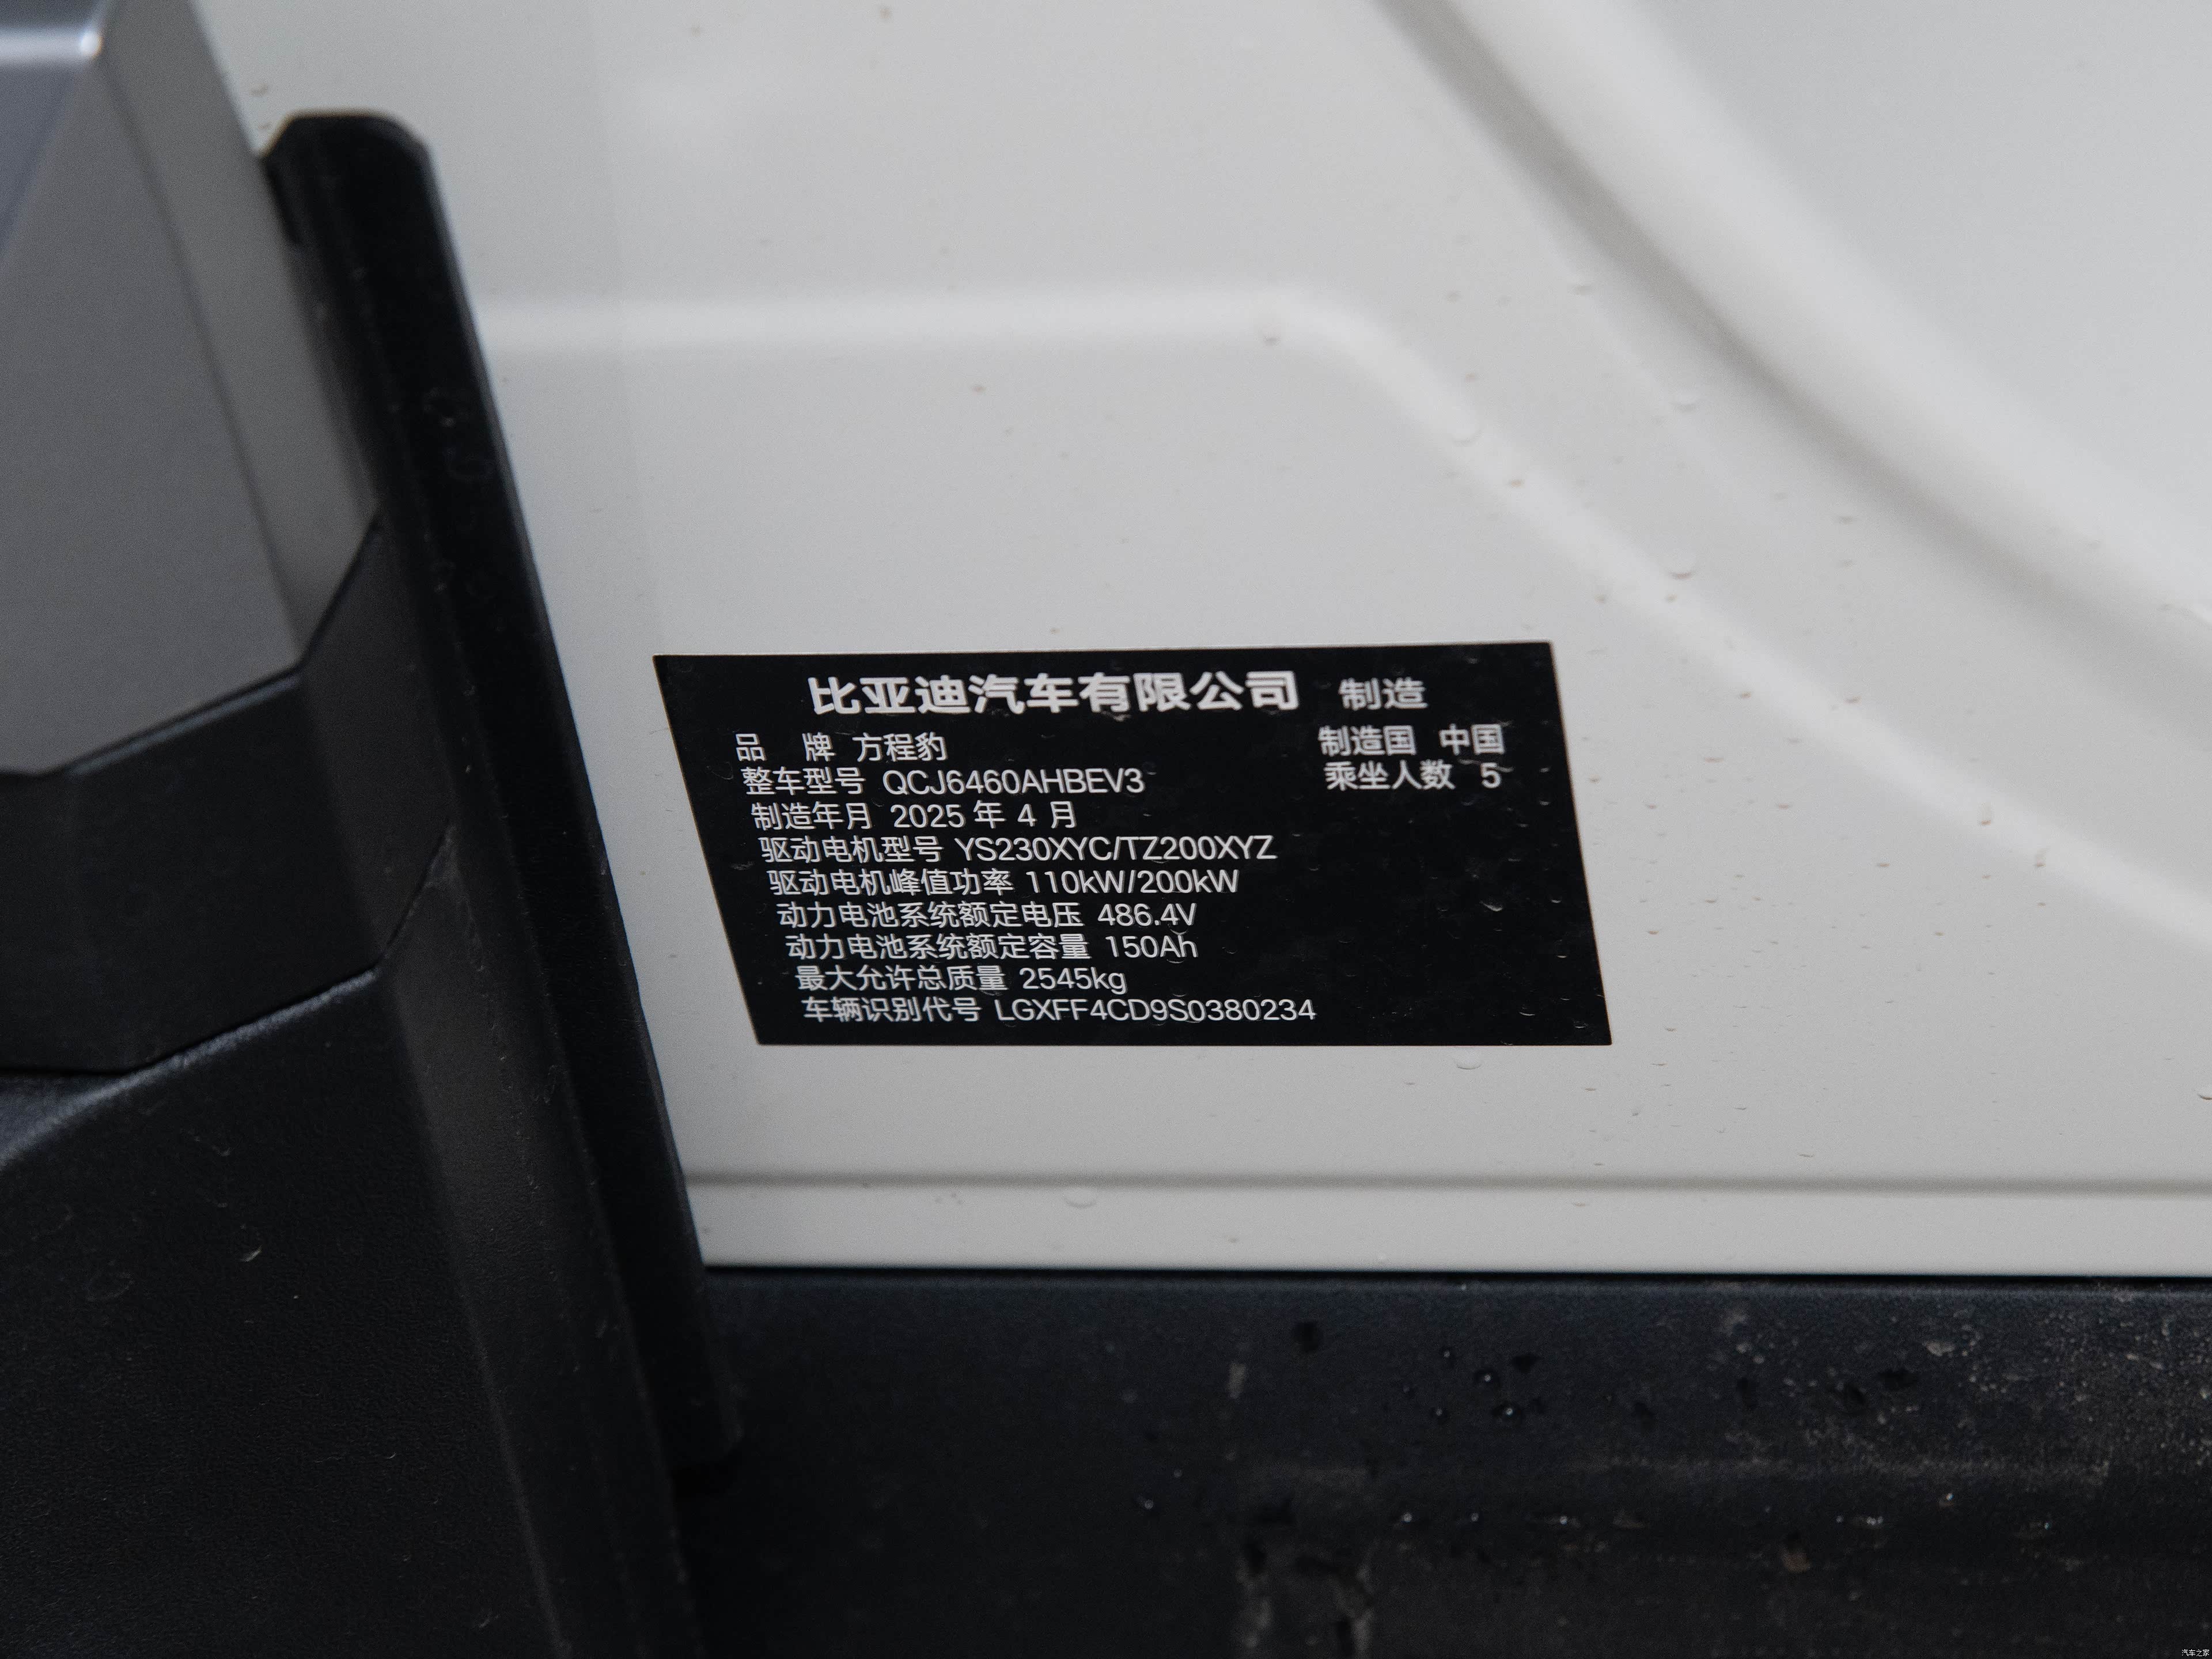 比亚迪汽车有限公司 制造
品 牌 方程豹 制造国 中国
整车型号 QCJ6460AHBEV3 乘坐人数 5
制造年月 2025 年 4 月
驱动电机型号 YS230XYC/TZ200XYZ
驱动电机峰值功率 110kW/200kW
动力电池系统额定电压 486.4V
动力电池系统额定容量 150Ah
最大允许总质量 2545kg
车辆识别代号 LGXFF4CD9S0380234
汽车之家